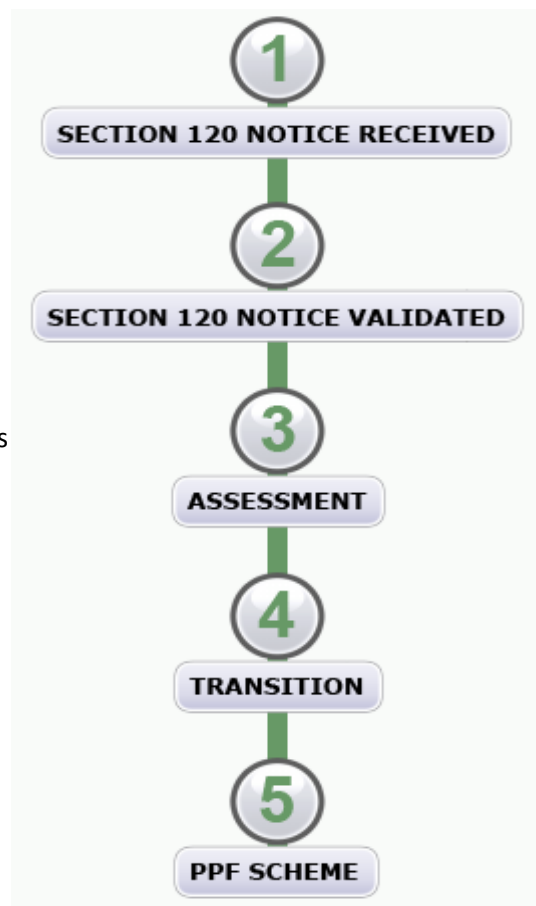 1
SECTION 120 NOTICE RECEIVED
2
SECTION 120 NOTICE VALIDATED
3
s
ASSESSMENT
4
TRANSITION
5
PPF SCHEME